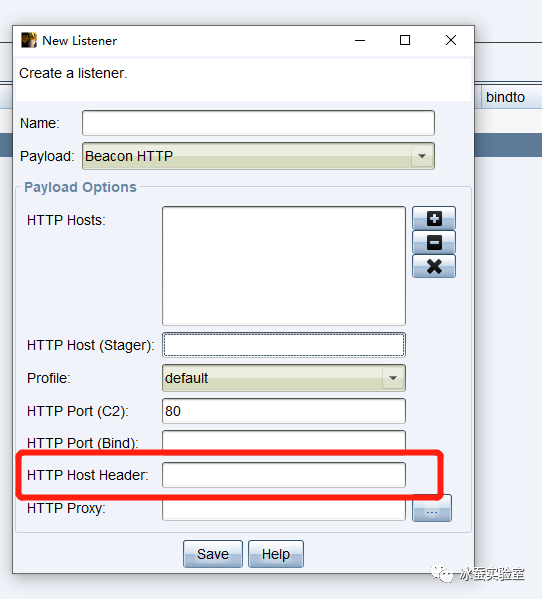 New Listener
Create a listener.
bindto
Name:
Payload: Beacon HTTP
Payload Options
HTTP Hosts:
HTTP Host (Stager):
Profile: default
HTTP Port (C2): 80
HTTP Port (Bind):
HTTP Host Header:
HTTP Proxy: ...
Save Help
冰蚕实验室